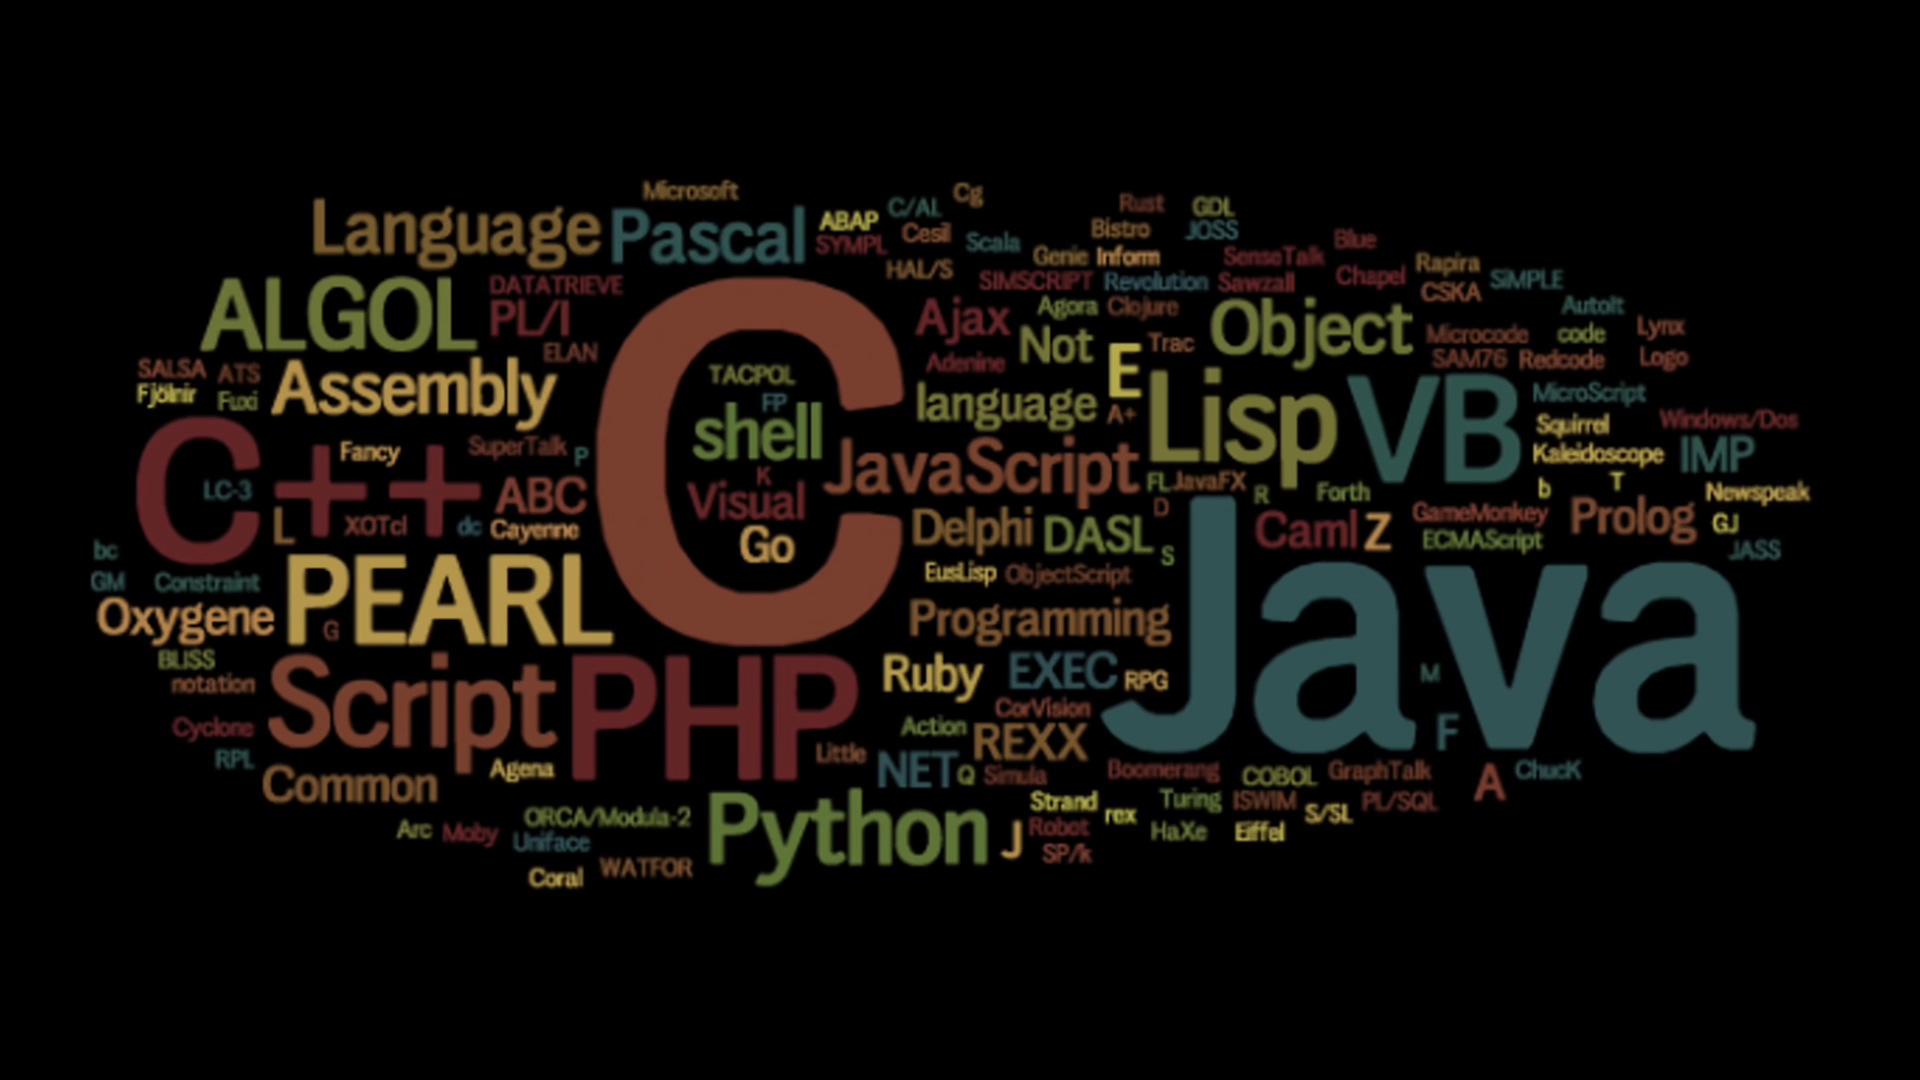 Microsoft
Cg
Language
Pascal
ABAP
C/AL
Rust
GDL
SYMPL
Cesil
Scala
Bistro
JOSS
Blue
Genie
Inform
SenseTalk
HAL/S
SIMSCRIPT
Revolution
Sawzall
Chapel
Rapira
SiMPLE
CSKA
ALGOL
DATATRIEVE
PL/I
ELAN
C
Ajax
Agora
Clojure
Not
Adenine
E
Trac
Object
AutoIt
Microcode
code
Lynx
SAM76
Redcode
Logo
SALSA
ATS
Fjölnir
Fuxi
Assembly
TACPOL
FP
shell
language
A+
Lisp
VB
MicroScript
Squirrel
Windows/Dos
Kaleidoscope
IMP
C++
Fancy
SuperTalk
P
LC-3
ABC
K
Visual
JavaScript
FL
JavaFX
R
Forth
b
T
Newspeak
L
XOTcl
dc
Cayenne
Go
Delphi
DASL
D
S
Caml
Z
GameMonkey
ECMAScript
Prolog
GJ
JASS
bc
GM
Constraint
Oxygene
PEARL
G
EusLisp
ObjectScript
Programming
Java
BLISS
notation
Script
PHP
Ruby
EXEC
RPG
M
Cyclone
RPL
CorVision
Action
REXX
F
Common
Agena
Little
NET
Q
Simula
Boomerang
COBOL
GraphTalk
A
ChucK
Arc
Moby
ORCA/Modula-2
Uniface
Python
J
Strand
rex
Robot
SP/k
Turing
ISWIM
S/SL
PL/SQL
HaXe
Eiffel
Coral
WATFOR